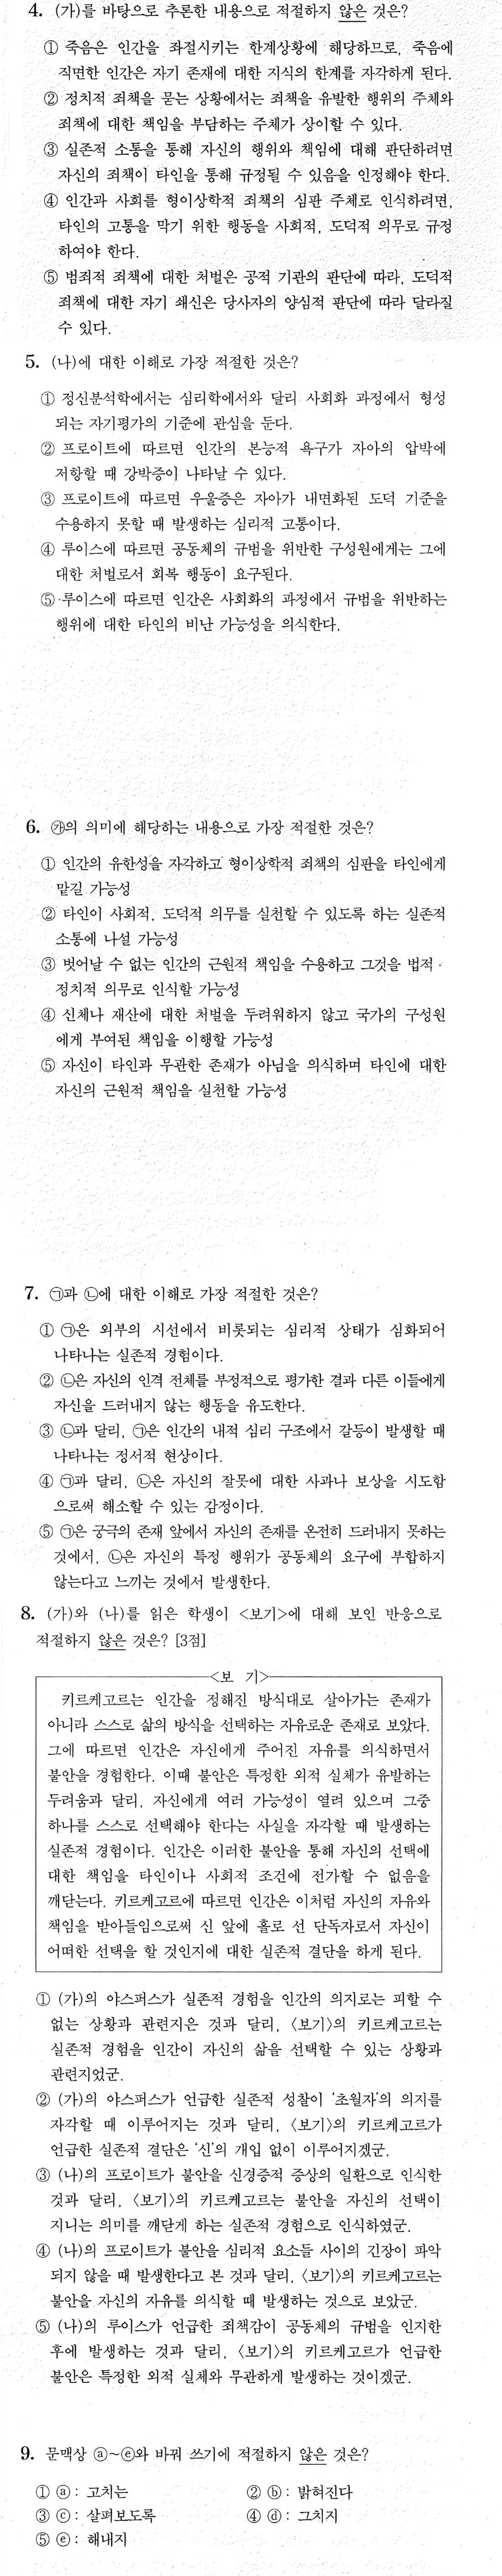 4. (가)를 바탕으로 추론한 내용으로 적절하지 않은 것은?
① 죽음은 인간을 좌절시키는 한계상황에 해당하므로, 죽음에
직면한 인간은 자기 존재에 대한 지식의 한계를 자각하게 된다.
② 정치적 죄책을 묻는 상황에서는 죄책을 유발한 행위의 주체와
죄책에 대한 책임을 부담하는 주체가 상이할 수 있다.
③ 실존적 소통을 통해 자신의 행위와 책임에 대해 판단하려면
자신의 죄책이 타인을 통해 규정될 수 있음을 인정해야 한다.
④ 인간과 사회를 형이상학적 죄책의 심판 주체로 인식하려면,
타인의 고통을 막기 위한 행동을 사회적, 도덕적 의무로 규정
하여야 한다.
⑤ 범죄적 죄책에 대한 처벌은 공적 기관의 판단에 따라, 도덕적
죄책에 대한 자기 쇄신은 당사자의 양심적 판단에 따라 달라질
수 있다.
5. (나)에 대한 이해로 가장 적절한 것은?
① 정신분석학에서는 심리학에서와 달리 사회화 과정에서 형성
되는 자기평가의 기준에 관심을 둔다.
② 프로이트에 따르면 인간의 본능적 욕구가 자아의 압박에
저항할 때 강박증이 나타날 수 있다.
③ 프로이트에 따르면 우울증은 자아가 내면화된 도덕 기준을
수용하지 못할 때 발생하는 심리적 고통이다.
④ 루이스에 따르면 공동체의 규범을 위반한 구성원에게는 그에
대한 처벌로서 회복 행동이 요구된다.
⑤ 루이스에 따르면 인간은 사회화의 과정에서 규범을 위반하는
행위에 대한 타인의 비난 가능성을 의식한다.
6. ㉮의 의미에 해당하는 내용으로 가장 적절한 것은?
① 인간의 유한성을 자각하고 형이상학적 죄책의 심판을 타인에게
맡길 가능성
② 타인이 사회적, 도덕적 의무를 실천할 수 있도록 하는 실존적
소통에 나설 가능성
③ 벗어날 수 없는 인간의 근원적 책임을 수용하고 그것을 법적·
정치적 의무로 인식할 가능성
④ 신체나 재산에 대한 처벌을 두려워하지 않고 국가의 구성원
에게 부여된 책임을 이행할 가능성
⑤ 자신이 타인과 무관한 존재가 아님을 의식하며 타인에 대한
자신의 근원적 책임을 실천할 가능성
7. ㉠과 ㉡에 대한 이해로 가장 적절한 것은?
① ㉠은 외부의 시선에서 비롯되는 심리적 상태가 심화되어
나타나는 실존적 경험이다.
② ㉡은 자신의 인격 전체를 부정적으로 평가한 결과 다른 이들에게
자신을 드러내지 않는 행동을 유도한다.
③ ㉡과 달리, ㉠은 인간의 내적 심리 구조에서 갈등이 발생할 때
나타나는 정서적 현상이다.
④ ㉠과 달리, ㉡은 자신의 잘못에 대한 사과나 보상을 시도함
으로써 해소할 수 있는 감정이다.
⑤ ㉠은 궁극의 존재 앞에서 자신의 존재를 온전히 드러내지 못하는
것에서, ㉡은 자신의 특정 행위가 공동체의 요구에 부합하지
않는다고 느끼는 것에서 발생한다.
8. (가)와 (나)를 읽은 학생이 <보기>에 대해 보인 반응으로
적절하지 않은 것은? [3점]
<보 기>
키르케고르는 인간을 정해진 방식대로 살아가는 존재가
아니라 스스로 삶의 방식을 선택하는 자유로운 존재로 보았다.
그에 따르면 인간은 자신에게 주어진 자유를 의식하면서
불안을 경험한다. 이때 불안은 특정한 외적 실체가 유발하는
두려움과 달리, 자신에게 여러 가능성이 열려 있으며 그중
하나를 스스로 선택해야 한다는 사실을 자각할 때 발생하는
실존적 경험이다. 인간은 이러한 불안을 통해 자신의 선택에
대한 책임을 타인이나 사회적 조건에 전가할 수 없음을
깨닫는다. 키르케고르에 따르면 인간은 이처럼 자신의 자유와
책임을 받아들임으로써 신 앞에 홀로 선 단독자로서 자신이
어떠한 선택을 할 것인지에 대한 실존적 결단을 하게 된다.
① (가)의 야스퍼스가 실존적 경험을 인간의 의지로는 피할 수
없는 상황과 관련지은 것과 달리, <보기>의 키르케고르는
실존적 경험을 인간이 자신의 삶을 선택할 수 있는 상황과
관련지었군.
② (가)의 야스퍼스가 언급한 실존적 성찰이 '초월자'의 의지를
자각할 때 이루어지는 것과 달리, <보기>의 키르케고르가
언급한 실존적 결단은 '신'의 개입 없이 이루어지겠군.
③ (나)의 프로이트가 불안을 신경증적 증상의 일환으로 인식한
것과 달리, <보기>의 키르케고르는 불안을 자신의 선택이
지니는 의미를 깨닫게 하는 실존적 경험으로 인식하였군.
④ (나)의 프로이트가 불안을 심리적 요소들 사이의 긴장이 파악
되지 않을 때 발생한다고 본 것과 달리, <보기>의 키르케고르는
불안을 자신의 자유를 의식할 때 발생하는 것으로 보았군.
⑤ (나)의 루이스가 언급한 죄책감이 공동체의 규범을 인지한
후에 발생하는 것과 달리, <보기>의 키르케고르가 언급한
불안은 특정한 외적 실체와 무관하게 발생하는 것이겠군.
9. 문맥상 ⓐ~ⓔ와 바꿔 쓰기에 적절하지 않은 것은?
① ⓐ: 고치는 ② ⓑ: 밝혀진다
③ ⓒ: 살펴보도록 ④ ⓓ: 그치지
⑤ ⓔ: 해내지